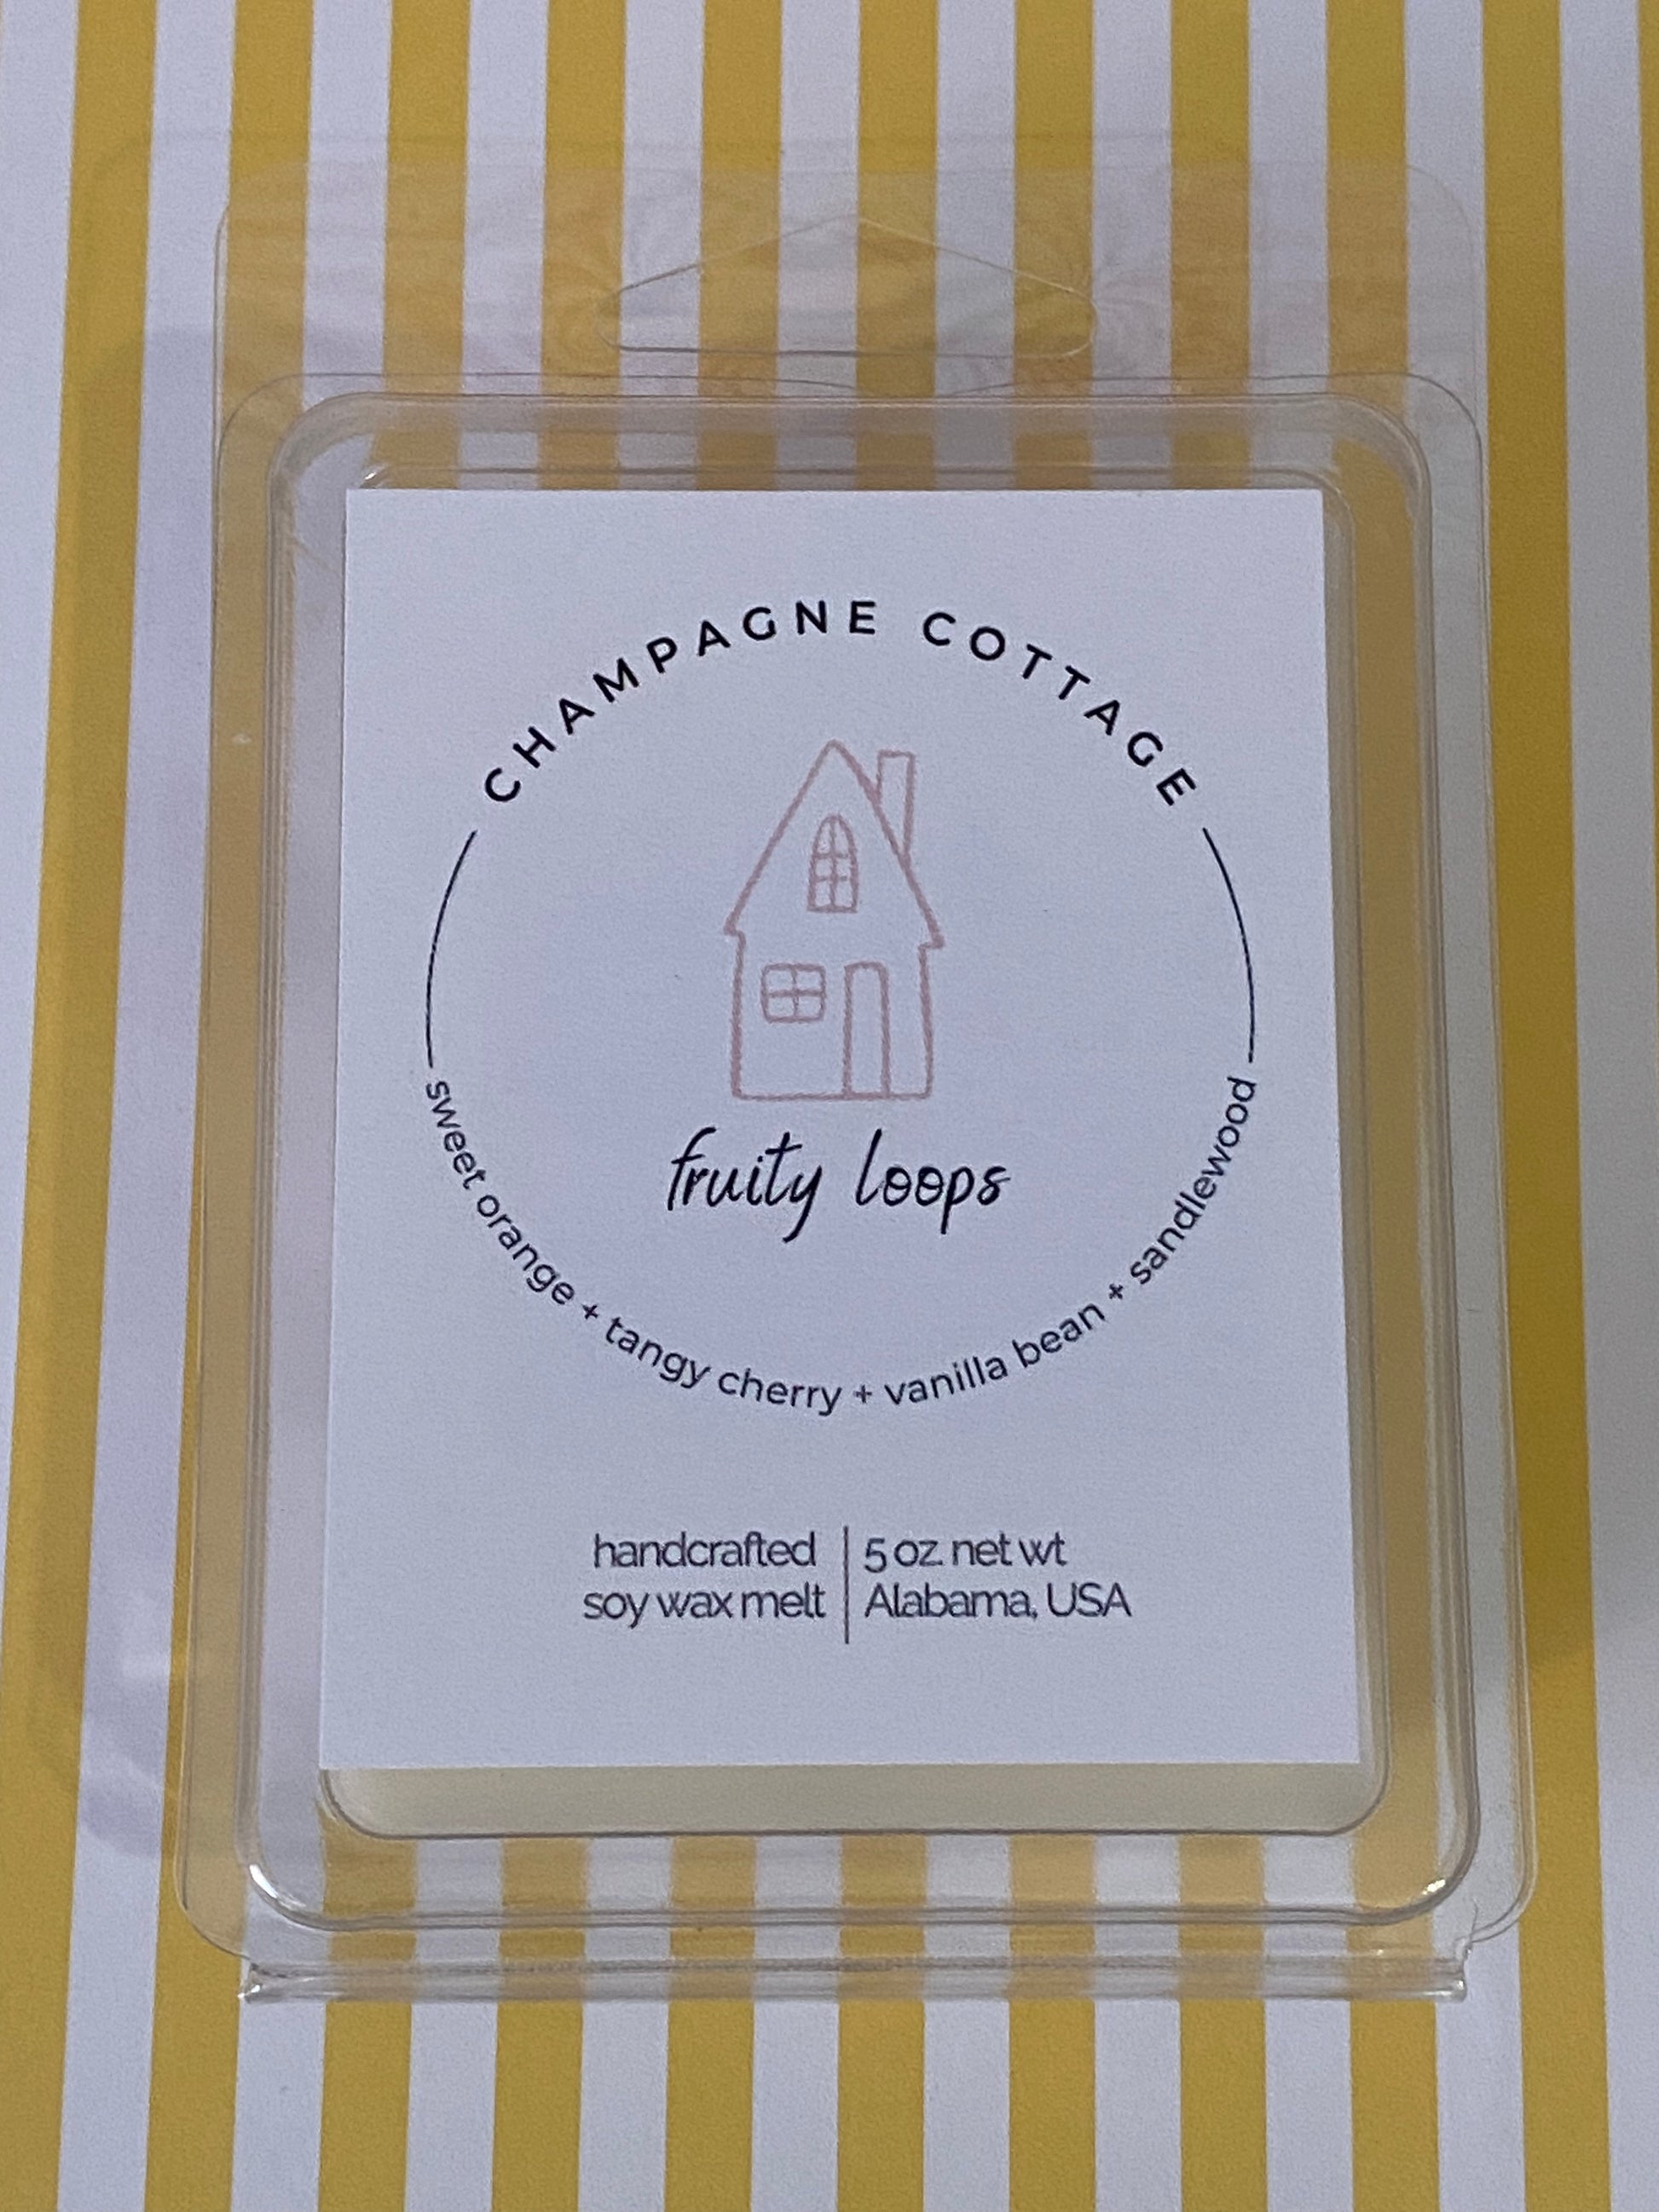 CHAMPAGNE COTTAGE
fruity loops
sweet orange + tangy cherry + vanilla bean + sandlewood
handcrafted
soy wax melt
5 oz net wt
Alabama, USA